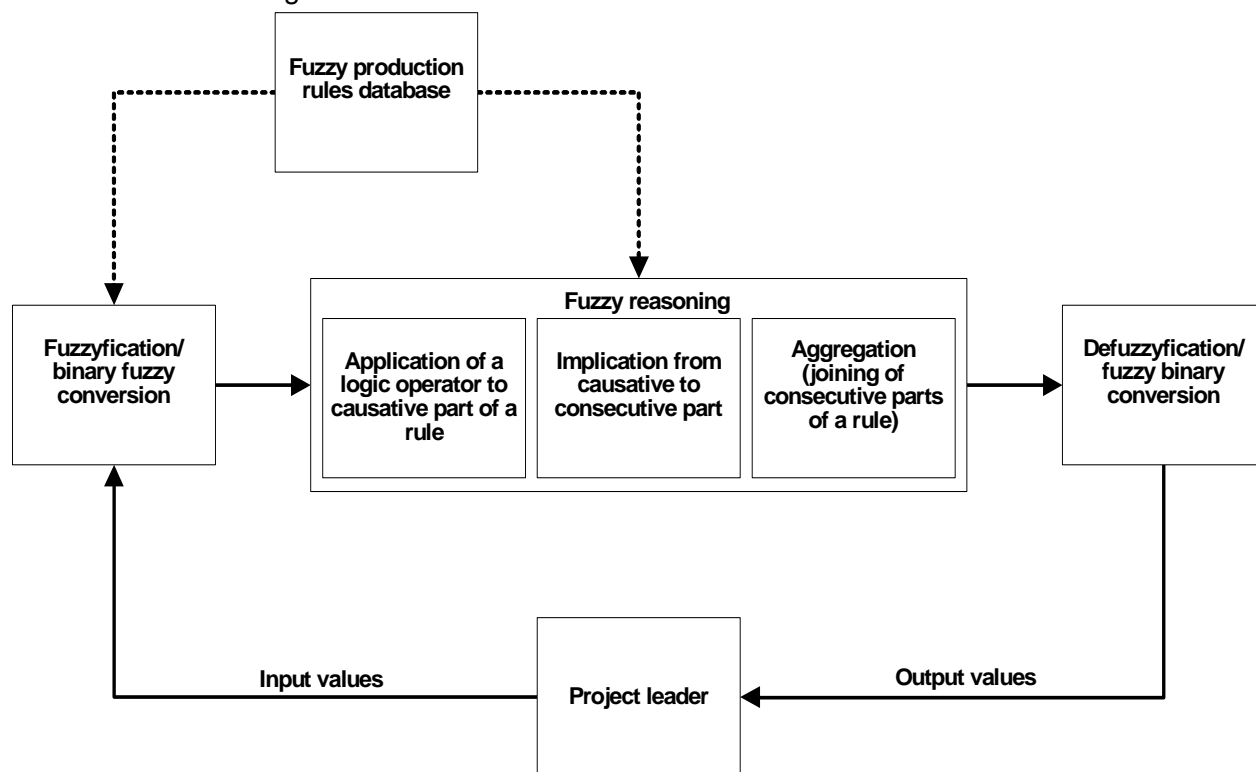 Fuzzy production
rules database
Fuzzy reasoning
Fuzzyfication/
binary fuzzy
conversion
Application of a
logic operator to
causative part of a
rule
Implication from
causative to
consecutive part
Aggregation
(joining of
consecutive parts
of a rule)
Defuzzyfication/
fuzzy binary
conversion
Input values
Project leader
Output values